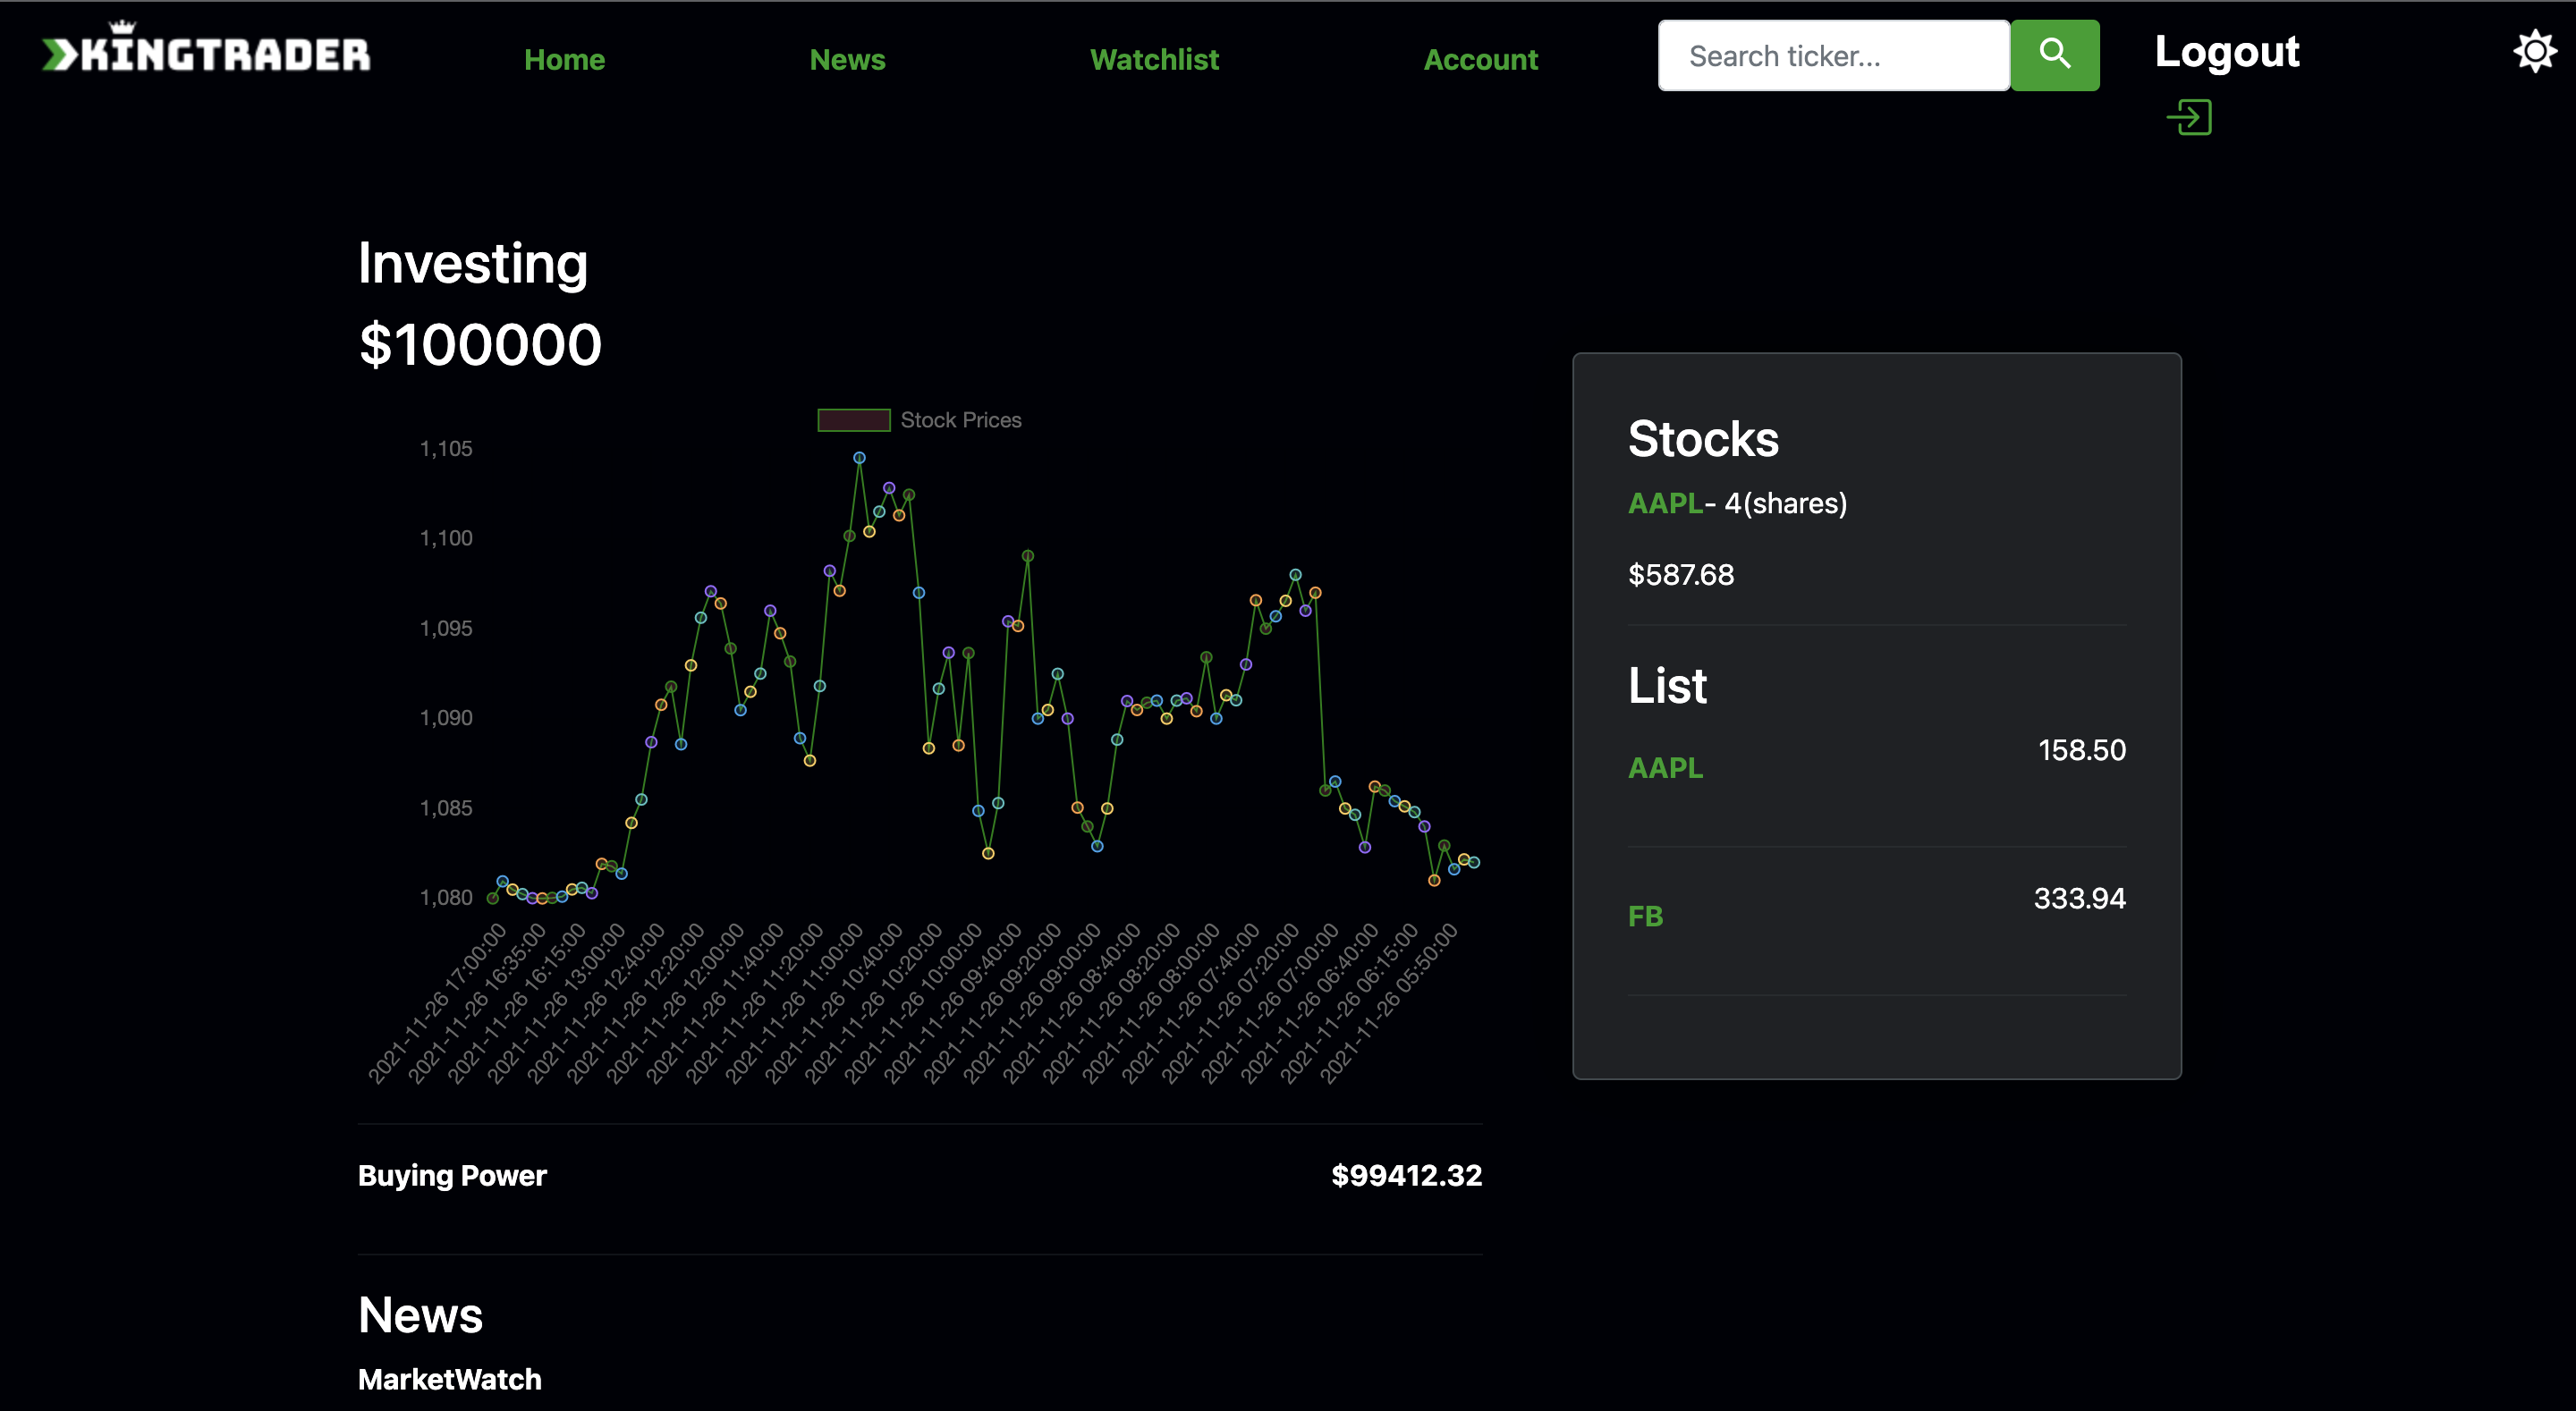 KINGTRADER
Home
News
Watchlist
Account
Search ticker...
Logout
Investing
$100000
Stock Prices
1,105
1,100
1,095
1,090
1,085
1,080
2021-11-26 17:00:00
2021-11-26 16:35:00
2021-11-26 16:15:00
2021-11-26 13:00:00
2021-11-26 12:40:00
2021-11-26 12:20:00
2021-11-26 12:00:00
2021-11-26 11:40:00
2021-11-26 11:20:00
2021-11-26 11:00:00
2021-11-26 10:40:00
2021-11-26 10:20:00
2021-11-26 10:00:00
2021-11-26 09:40:00
2021-11-26 09:20:00
2021-11-26 09:00:00
2021-11-26 08:40:00
2021-11-26 08:20:00
2021-11-26 08:00:00
2021-11-26 07:40:00
2021-11-26 07:20:00
2021-11-26 07:00:00
2021-11-26 06:40:00
2021-11-26 06:15:00
2021-11-26 05:50:00
Stocks
AAPL- 4(shares)
$587.68
List
AAPL
158.50
FB
333.94
Buying Power
$99412.32
News
MarketWatch